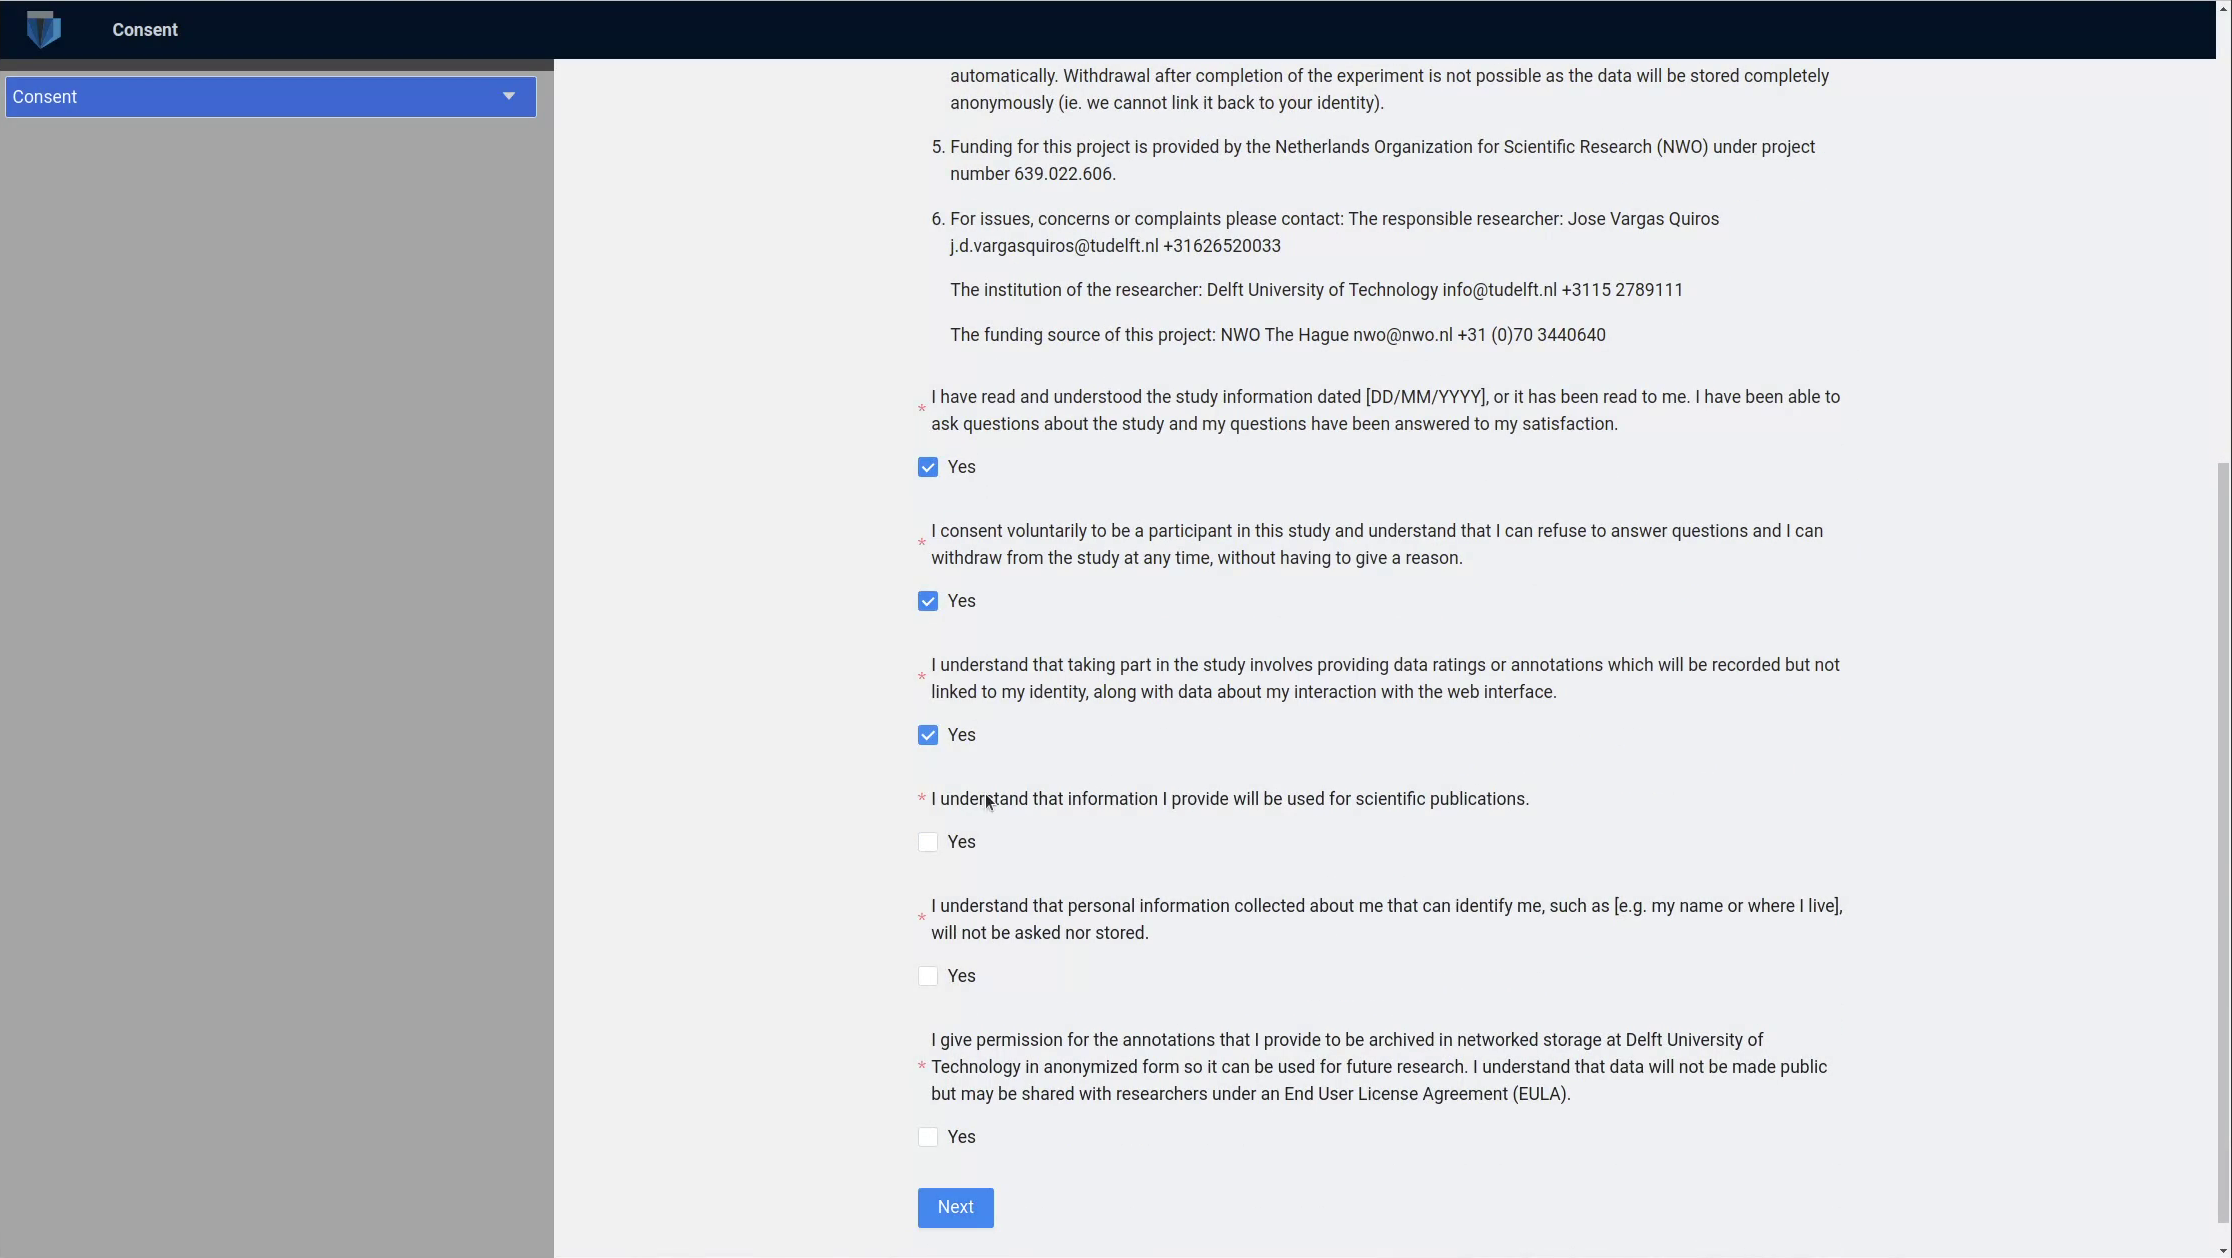 Consent
Consent
automatically. Withdrawal after completion of the experiment is not possible as the data will be stored completely
anonymously (ie. we cannot link it back to your identity).
5. Funding for this project is provided by the Netherlands Organization for Scientific Research (NWO) under project
number 639.022.606.
6. For issues, concerns or complaints please contact: The responsible researcher: Jose Vargas Quiros
j.d.vargasquiros@tudelft.nl +31626520033
The institution of the researcher: Delft University of Technology info@tudelft.nl +3115 2789111
The funding source of this project: NWO The Hague nwo@nwo.nl +31 (0)70 3440640
I have read and understood the study information dated [DD/MM/YYYY], or it has been read to me. I have been able to
* ask questions about the study and my questions have been answered to my satisfaction.
Yes
I consent voluntarily to be a participant in this study and understand that I can refuse to answer questions and I can
* withdraw from the study at any time, without having to give a reason.
Yes
I understand that taking part in the study involves providing data ratings or annotations which will be recorded but not
* linked to my identity, along with data about my interaction with the web interface.
Yes
* I understand that information I provide will be used for scientific publications.
Yes
I understand that personal information collected about me that can identify me, such as [e.g. my name or where I live],
* will not be asked nor stored.
Yes
I give permission for the annotations that I provide to be archived in networked storage at Delft University of
* Technology in anonymized form so it can be used for future research. I understand that data will not be made public
but may be shared with researchers under an End User License Agreement (EULA).
Yes
Next